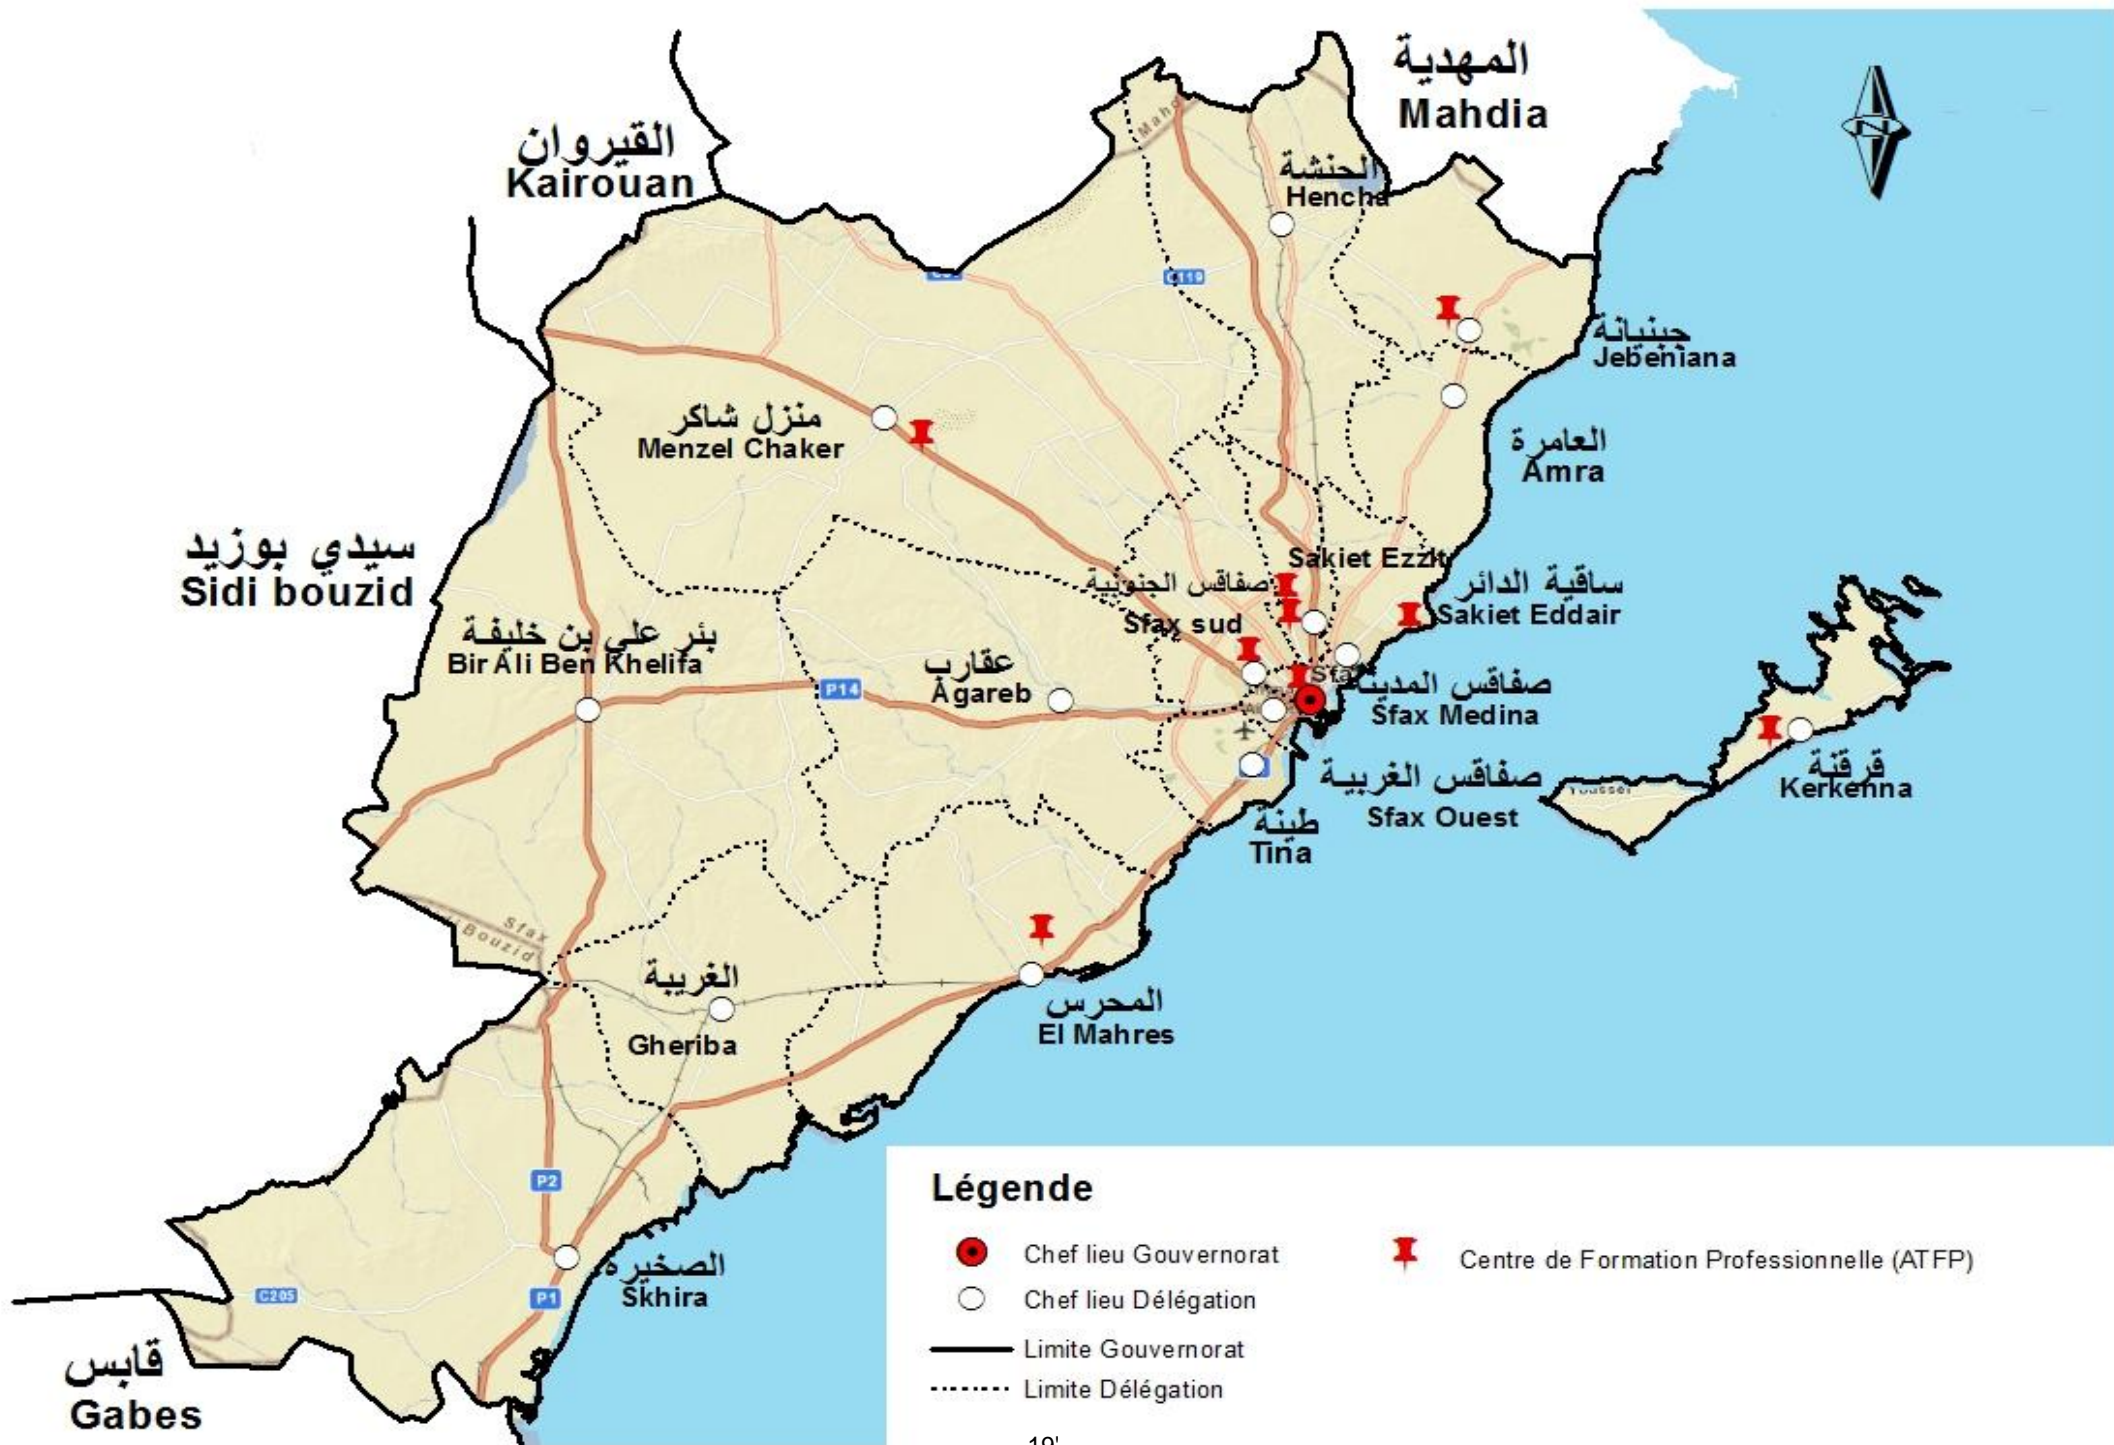 المهدية
Mahdia
القيروان
Kairouan
الحنشة
Hencha
C119
جبنيانة
Jebeniana
منزل شاكر
Menzel Chaker
العامرة
Amra
سيدي بوزيد
Sidi bouzid
Sakiet Ezzit
صفاقس الجنوبية
Sfax sud
ساقية الدائر
Sakiet Eddair
بئر علي بن خليفة
Bir Ali Ben Khelifa
عقارب
Agareb
P14
صفاقس المدينة
Sfax Medina
صفاقس الغربية
Sfax Ouest
قرقنة
Kerkenna
طينة
Tina
Sfax
Bouzid
الغريبة
Gheriba
المحرس
El Mahres
P2
الصخيرة
Skhira
C205
P1
قابس
Gabes
Légende
Chef lieu Gouvernorat
Centre de Formation Professionnelle (ATFP)
Chef lieu Délégation
Limite Gouvernorat
Limite Délégation